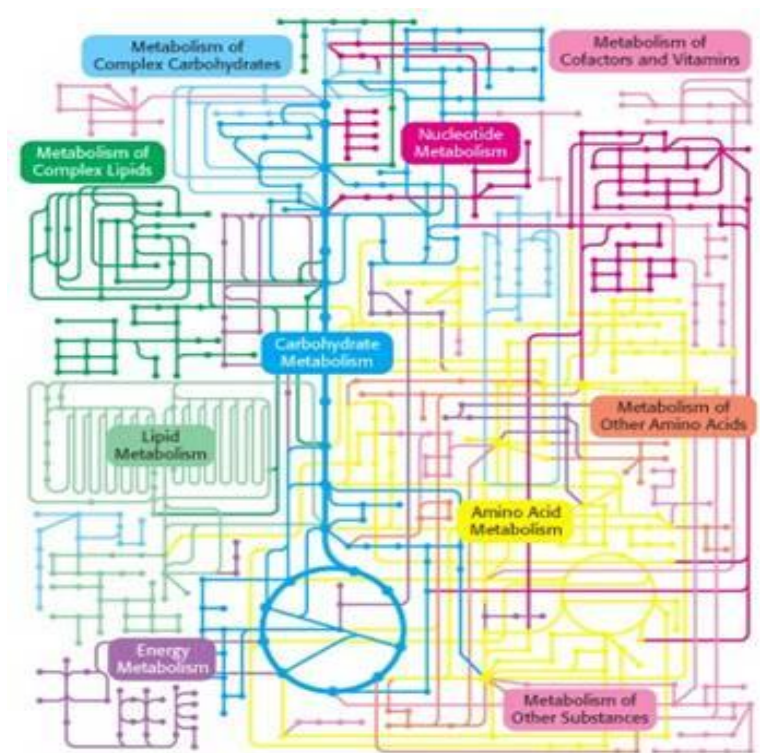 Metabolism of
Complex Carbohydrates
Metabolism of
Cofactors and Vitamins
Nucleotide
Metabolism
Metabolism of
Complex Lipids
Carbohydrate
Metabolism
Metabolism of
Other Amino Acids
Lipid
Metabolism
Amino Acid
Metabolism
Energy
Metabolism
Metabolism of
Other Substances